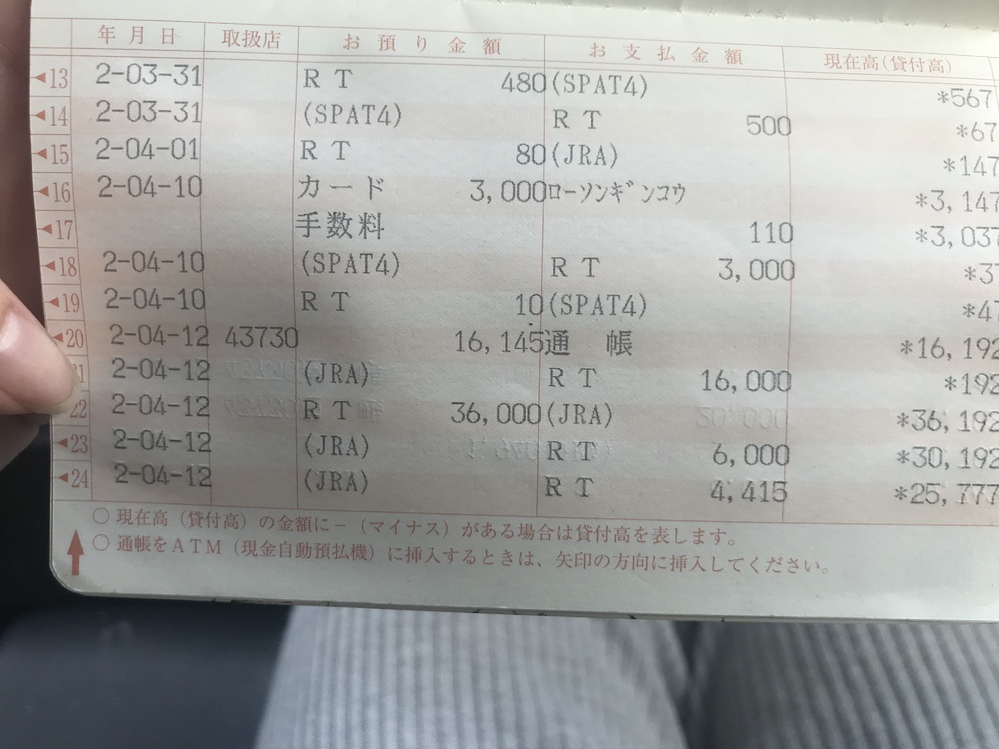 年月日 取扱店 お預り金額 お支払金額 現在高(貸付高)
◄13 2-03-31 RT 480(SPAT4) *567
◄14 2-03-31 (SPAT4) RT 500 *67
◄15 2-04-01 RT 80(JRA) *147
◄16 2-04-10 カード 3,000ローソンギンコウ *3,147
◄17 手数料 110 *3,037
◄18 2-04-10 (SPAT4) RT 3,000 *37
◄19 2-04-10 RT 10(SPAT4) *47
◄20 2-04-12 43730 16,145通 帳 *16,192
21 2-04-12 (JRA) RT 16,000 *192
22 2-04-12 RT 36,000(JRA) *36,192
◄23 2-04-12 (JRA) RT 6,000 *30,192
◄24 2-04-12 (JRA) RT 4,415 *25,777
○ 現在高(貸付高)の金額に-(マイナス)がある場合は貸付高を表します。
○ 通帳をATM(現金自動預払機)に挿入するときは、矢印の方向に挿入してください。